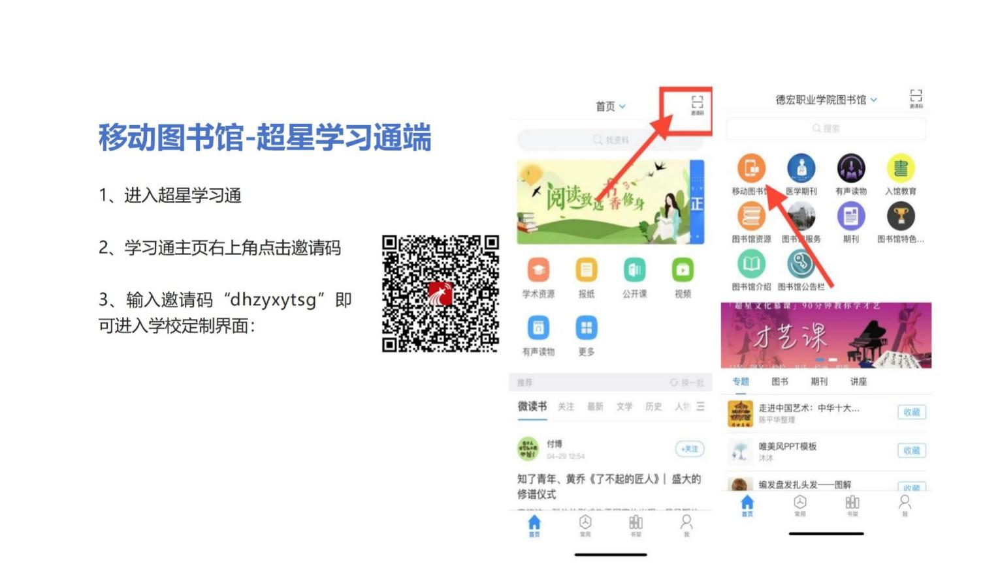 移动图书馆-超星学习通端
1、进入超星学习通
2、学习通主页右上角点击邀请码
3、输入邀请码“dhzyxytsg”即
可进入学校定制界面：
首页
邀请码
找资料
阅读致远 书香修身
正
学术资源 报纸 公开课 视频
有声读物 更多
推荐 换一批
微读书 关注 最新 文学 历史 人物
付博
04-29 12:54
+关注
知了青年、黄乔《了不起的匠人》| 盛大的
修谱仪式
首页 常用 书架 我
德宏职业学院图书馆
邀请码
搜索
移动图书馆 医学期刊 有声读物 入馆教育
图书馆资源 图书馆服务 期刊 图书馆特色...
图书馆介绍 图书馆公告栏
「超星文化慕课」90分钟教你学才艺
才艺课
专题 图书 期刊 讲座
走进中国艺术：中华十大...
陈平华整理
收藏
唯美风PPT模板
沐沐
收藏
编发盘发扎头发——图解
收藏
首页 常用 书架 我